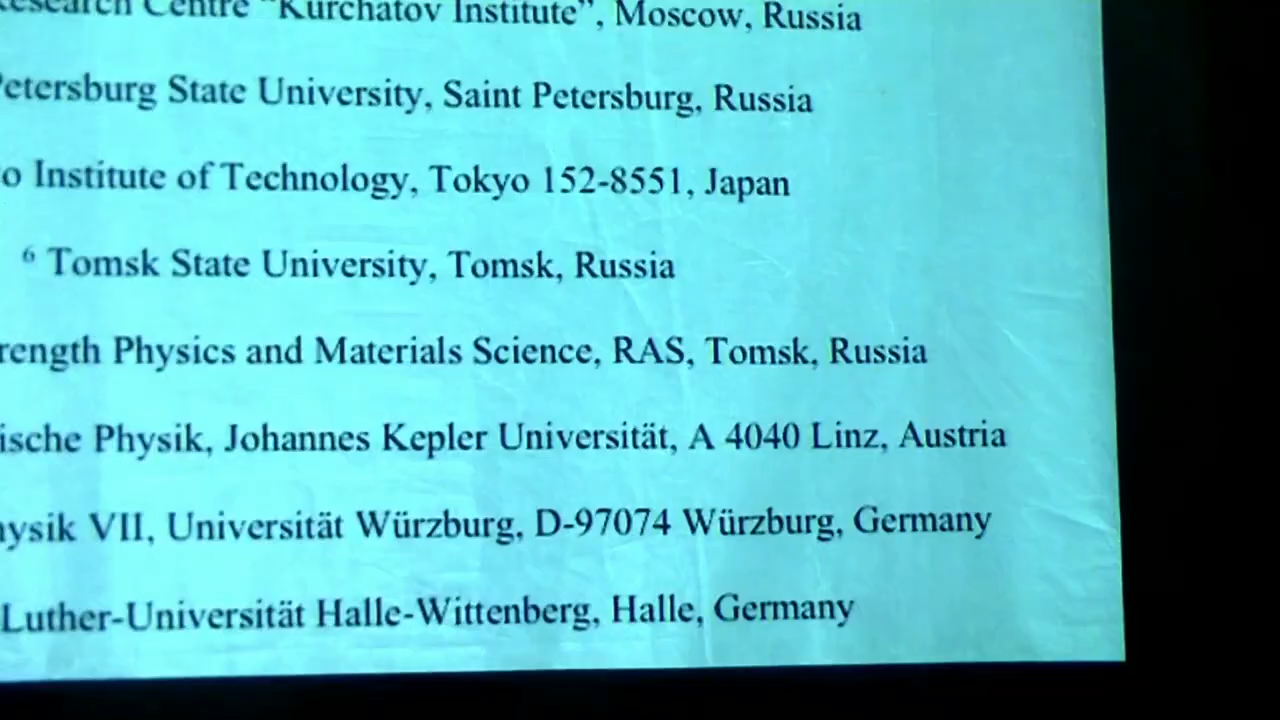 Research Centre "Kurchatov Institute", Moscow, Russia
Petersburg State University, Saint Petersburg, Russia
o Institute of Technology, Tokyo 152-8551, Japan
⁶ Tomsk State University, Tomsk, Russia
rength Physics and Materials Science, RAS, Tomsk, Russia
ische Physik, Johannes Kepler Universität, A 4040 Linz, Austria
hysik VII, Universität Würzburg, D-97074 Würzburg, Germany
Luther-Universität Halle-Wittenberg, Halle, Germany